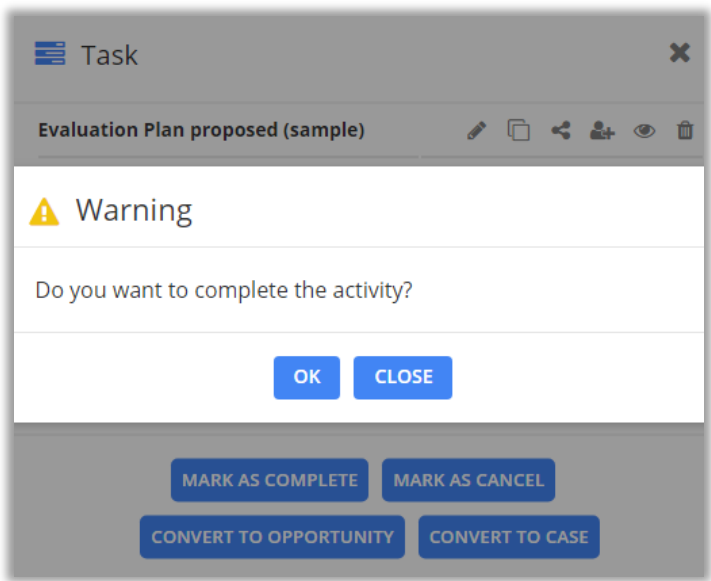 Task
Evaluation Plan proposed (sample)
Warning
Do you want to complete the activity?
OK CLOSE
MARK AS COMPLETE MARK AS CANCEL
CONVERT TO OPPORTUNITY CONVERT TO CASE